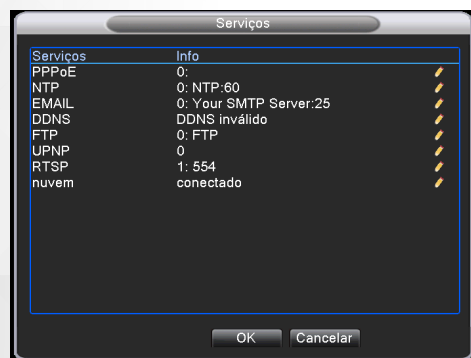 Serviços
Serviços Info
PPPoE 0:
NTP 0: NTP:60
EMAIL 0: Your SMTP Server:25
DDNS DDNS inválido
FTP 0: FTP
UPNP 0
RTSP 1: 554
nuvem conectado
OK Cancelar